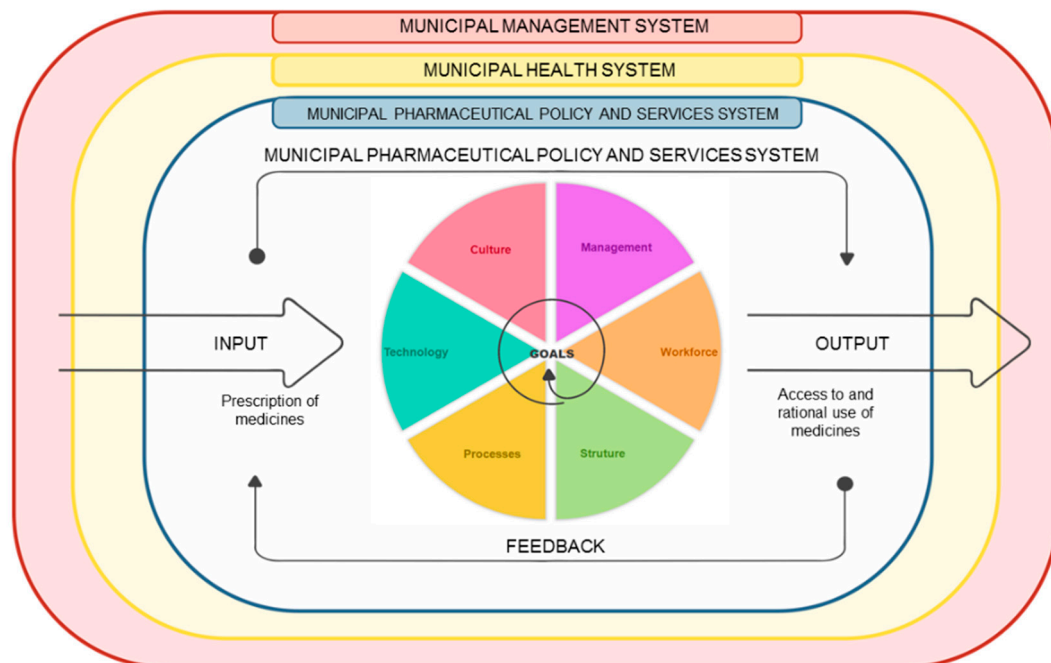 MUNICIPAL MANAGEMENT SYSTEM
MUNICIPAL HEALTH SYSTEM
MUNICIPAL PHARMACEUTICAL POLICY AND SERVICES SYSTEM
MUNICIPAL PHARMACEUTICAL POLICY AND SERVICES SYSTEM
Culture
Management
INPUT
Technology
GOALS
Workforce
OUTPUT
Prescription of
medicines
Access to and
rational use of
medicines
Processes
Struture
FEEDBACK